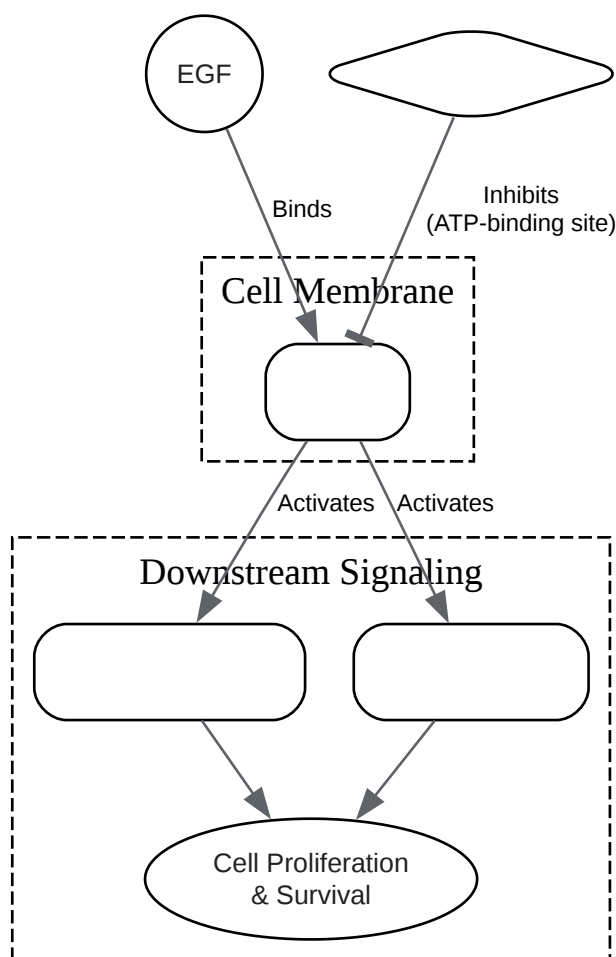 EGF
Binds
Inhibits
(ATP-binding site)
Cell Membrane
Activates
Activates
Downstream Signaling
Cell Proliferation
& Survival